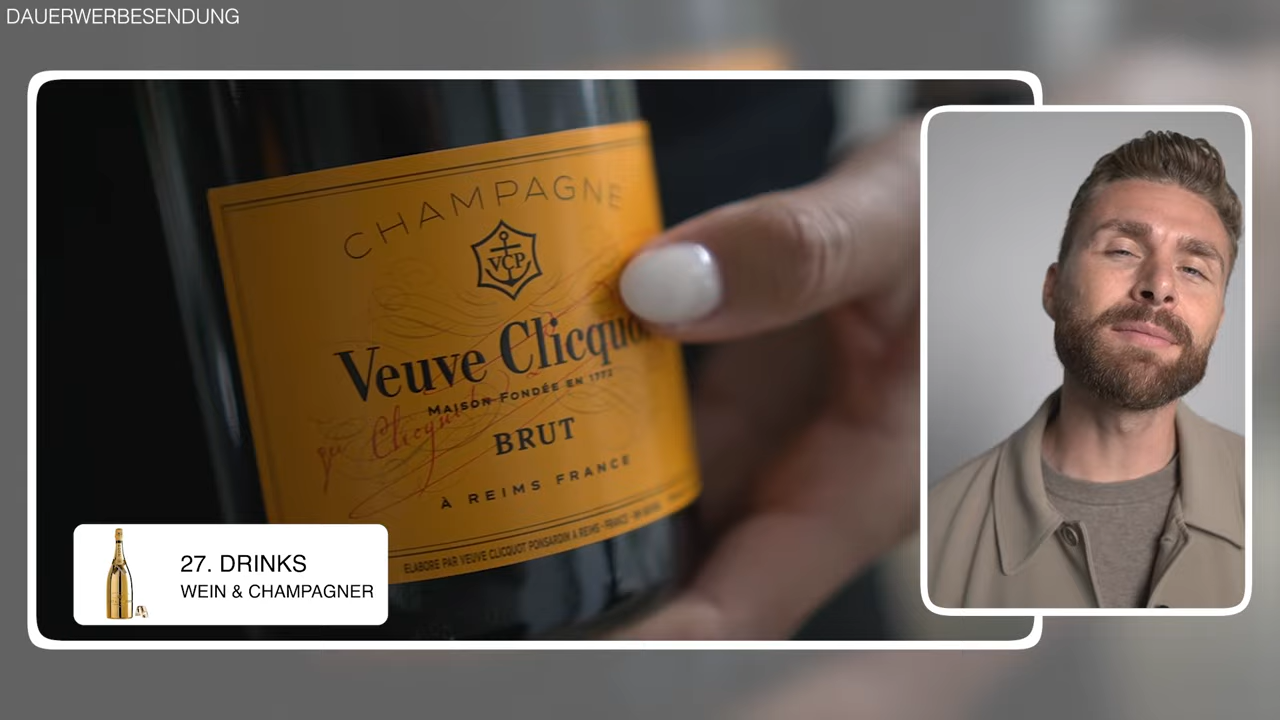 DAUERWERBESENDUNG
CHAMPAGNE
VCP
Veuve Clicquo
MAISON FONDÉE EN 1772
Clicquot
BRUT
À REIMS FRANCE
ELABORÉ PAR VEUVE CLICQUOT PONSARDIN À REIMS - FRANCE
27. DRINKS
WEIN & CHAMPAGNER